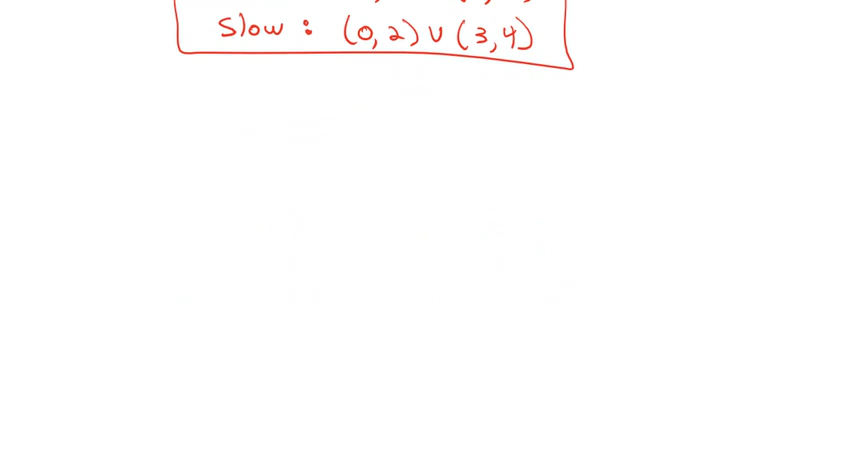 Slow : (0,2) ∪ (3,4)